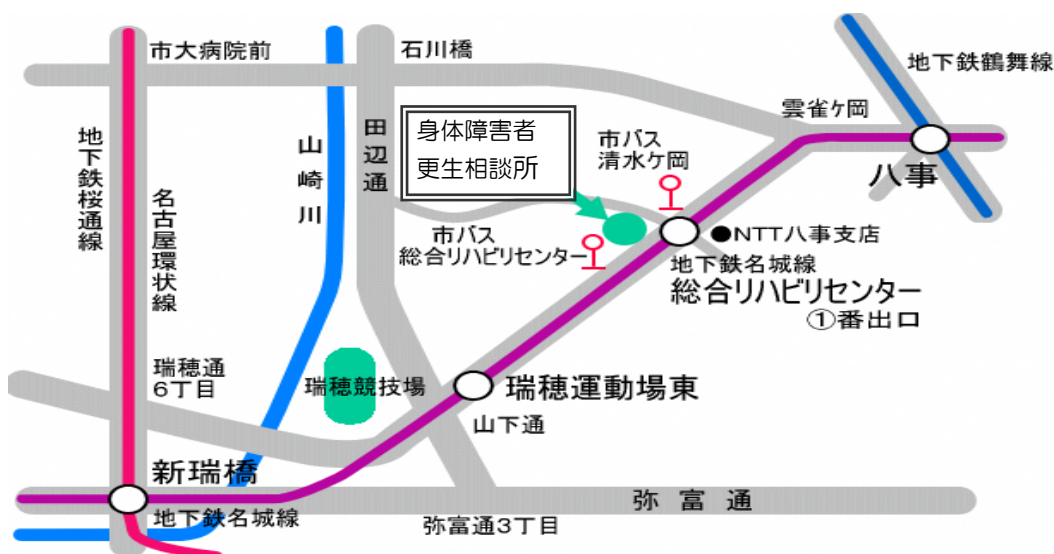 市大病院前
石川橋
地下鉄鶴舞線
雲雀ケ岡
八事
地下鉄桜通線
名古屋環状線
山崎川
田辺通
身体障害者
更生相談所
市バス
清水ケ岡
市バス
総合リハビリセンター
●NTT八事支店
地下鉄名城線
総合リハビリセンター
①番出口
瑞穂通
6丁目
瑞穂競技場
瑞穂運動場東
山下通
新瑞橋
地下鉄名城線
弥富通3丁目
弥富通